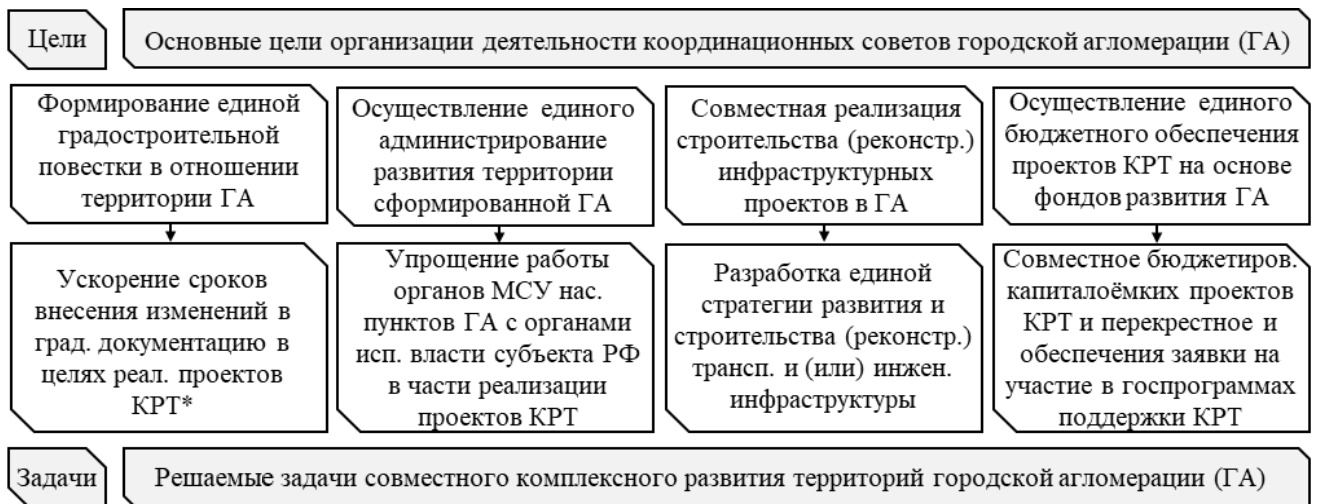 Цели
Основные цели организации деятельности координационных советов городской агломерации (ГА)
Формирование единой
градостроительной
повестки в отношении
территории ГА
Осуществление единого
администрирование
развития территории
сформированной ГА
Совместная реализация
строительства (реконстр.)
инфраструктурных
проектов в ГА
Осуществление единого
бюджетного обеспечения
проектов КРТ на основе
фондов развития ГА
Ускорение сроков
внесения изменений в
град. документацию в
целях реал. проектов
КРТ*
Упрощение работы
органов МСУ нас.
пунктов ГА с органами
исп. власти субъекта РФ
в части реализации
проектов КРТ
Разработка единой
стратегии развития и
строительства (реконстр.)
трансп. и (или) инжен.
инфраструктуры
Совместное бюджетиров.
капиталоёмких проектов
КРТ и перекрестное и
обеспечения заявки на
участие в госпрограммах
поддержки КРТ
Задачи
Решаемые задачи совместного комплексного развития территорий городской агломерации (ГА)